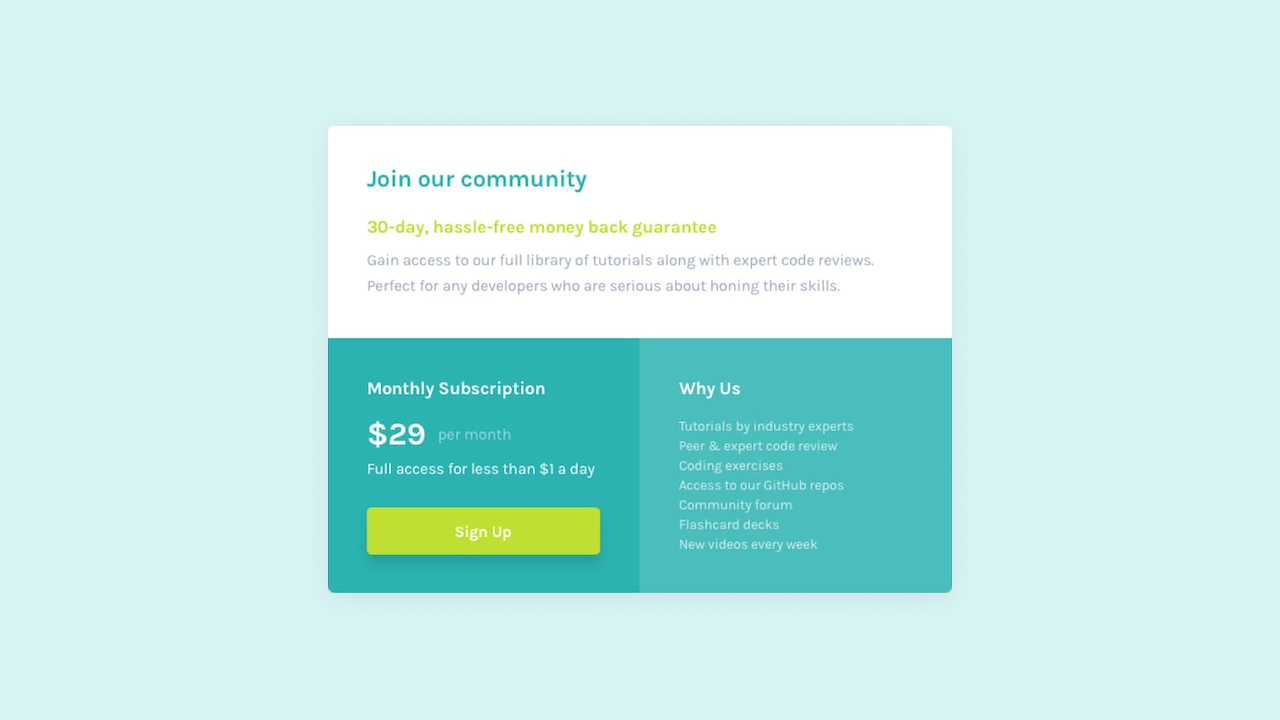 Join our community
30-day, hassle-free money back guarantee
Gain access to our full library of tutorials along with expert code reviews.
Perfect for any developers who are serious about honing their skills.
Monthly Subscription
$29 per month
Full access for less than $1 a day
Sign Up
Why Us
Tutorials by industry experts
Peer & expert code review
Coding exercises
Access to our GitHub repos
Community forum
Flashcard decks
New videos every week